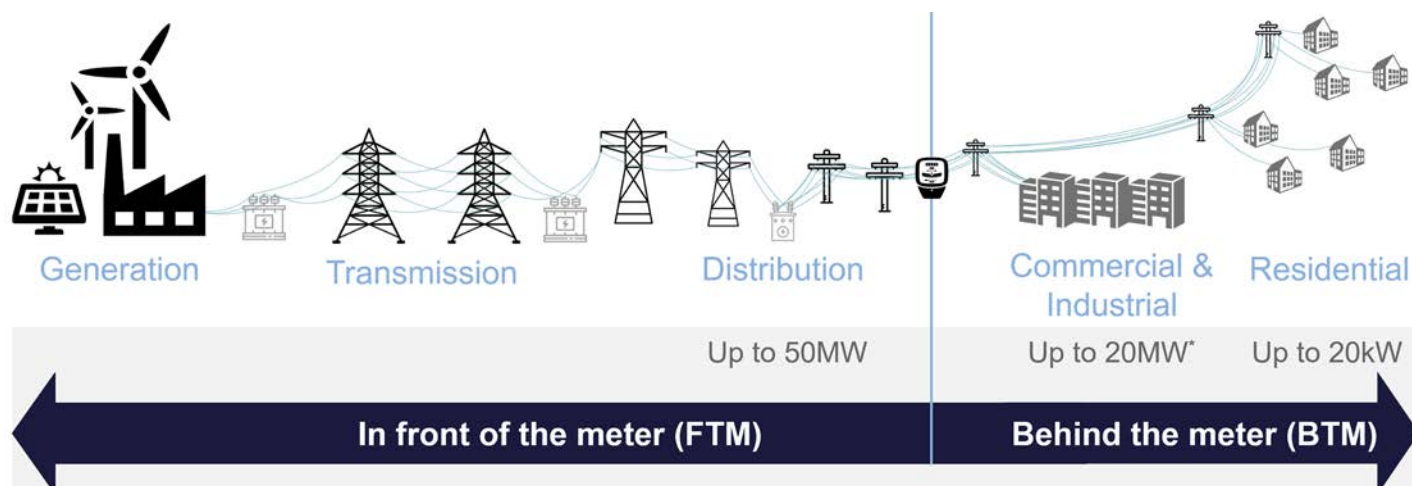 Generation
Transmission
Distribution
Commercial &
Industrial
Residential
Up to 50MW
Up to 20MW*
Up to 20kW
In front of the meter (FTM)
Behind the meter (BTM)